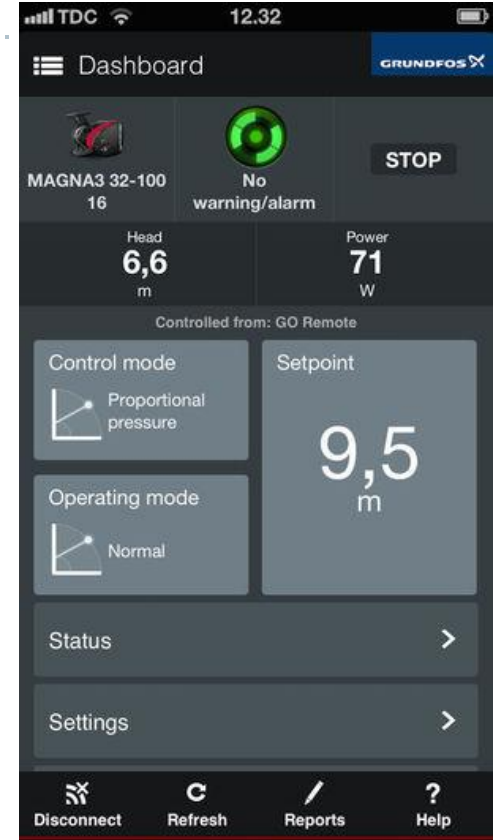 TDC 12.32
Dashboard
GRUNDFOS
MAGNA3 32-100
16
No
warning/alarm
STOP
Head
6,6
m
Power
71
W
Controlled from: GO Remote
Control mode
Proportional
pressure
Setpoint
9,5
m
Operating mode
Normal
Status
Settings
Disconnect
Refresh
Reports
?
Help